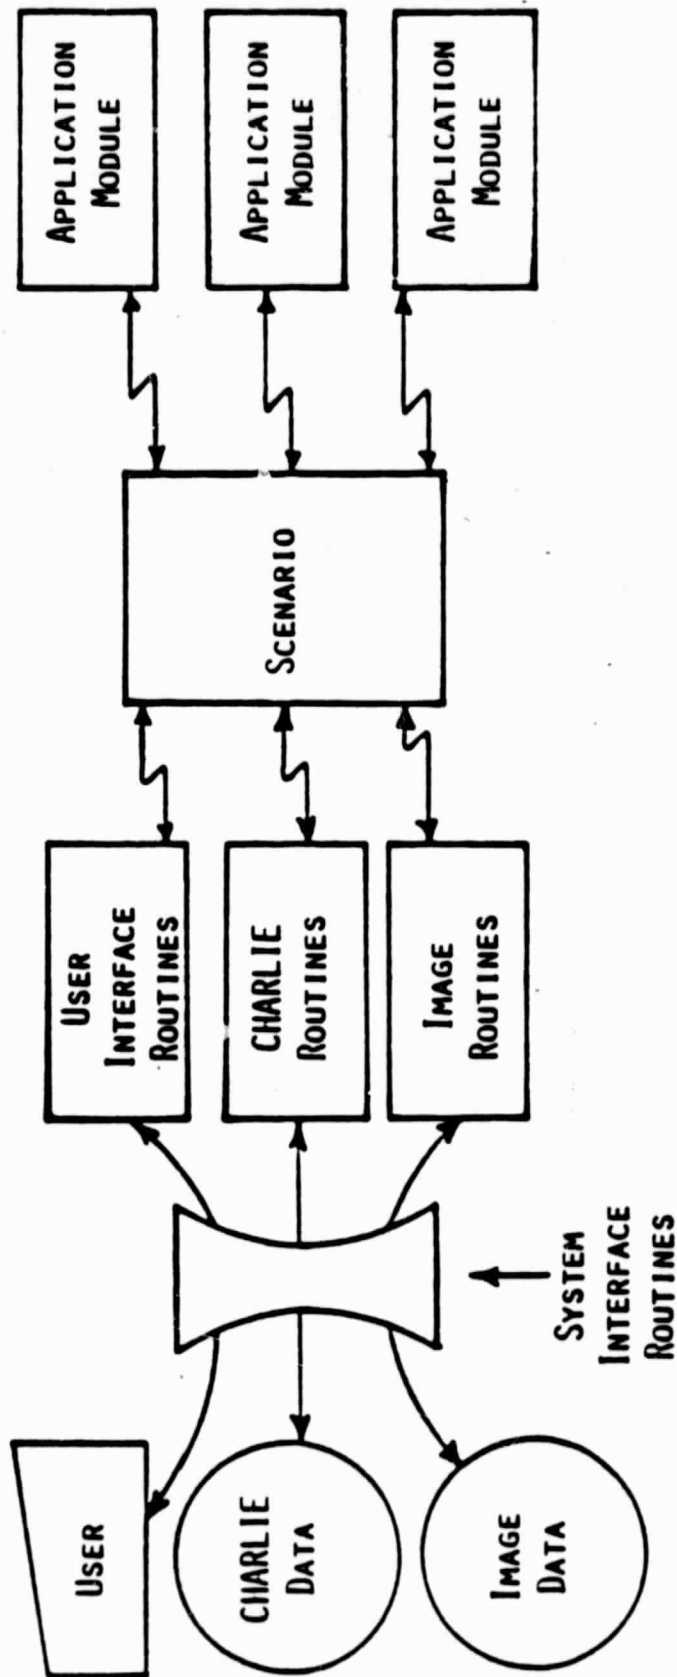 USER
CHARLIE
DATA
IMAGE
DATA
SYSTEM
INTERFACE
ROUTINES
USER
INTERFACE
ROUTINES
CHARLIE
ROUTINES
IMAGE
ROUTINES
SCENARIO
APPLICATION
MODULE
APPLICATION
MODULE
APPLICATION
MODULE